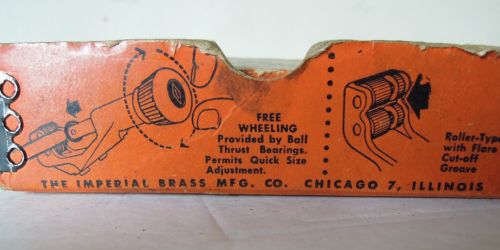 FREE
WHEELING
Provided by Ball
Thrust Bearings.
Permits Quick Size
Adjustment.
Roller-Type
with Flare
Cut-off
Groove
THE IMPERIAL BRASS MFG. CO. CHICAGO 7, ILLINOIS